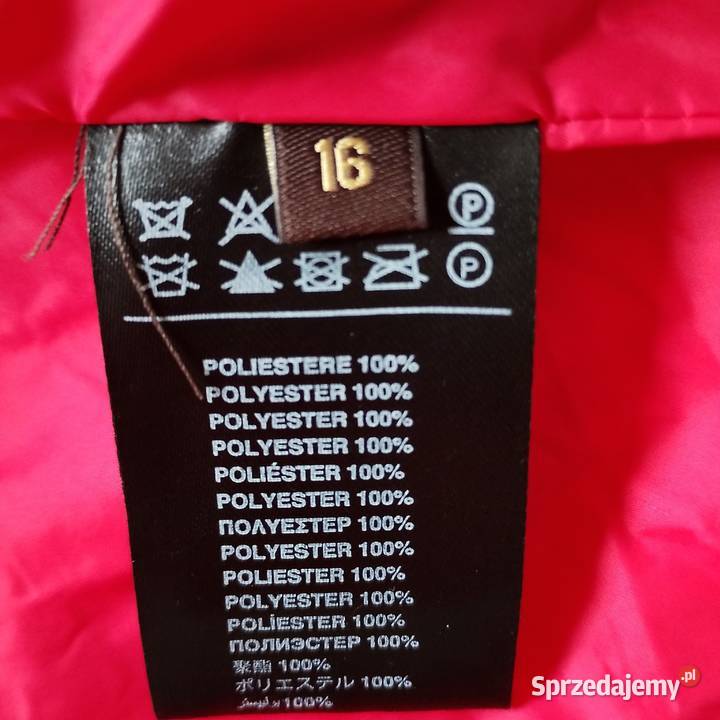 16
P
P
POLIESTERE 100%
POLYESTER 100%
POLYESTER 100%
POLYESTER 100%
POLIÉSTER 100%
POLYESTER 100%
ΠΟΛΥΕΣΤΕΡ 100%
POLYESTER 100%
POLIESTER 100%
POLYESTER 100%
POLİESTER 100%
ПОЛИЭСТЕР 100%
聚酯 100%
ポリエステル 100%
100%
Sprzedajemy.pl